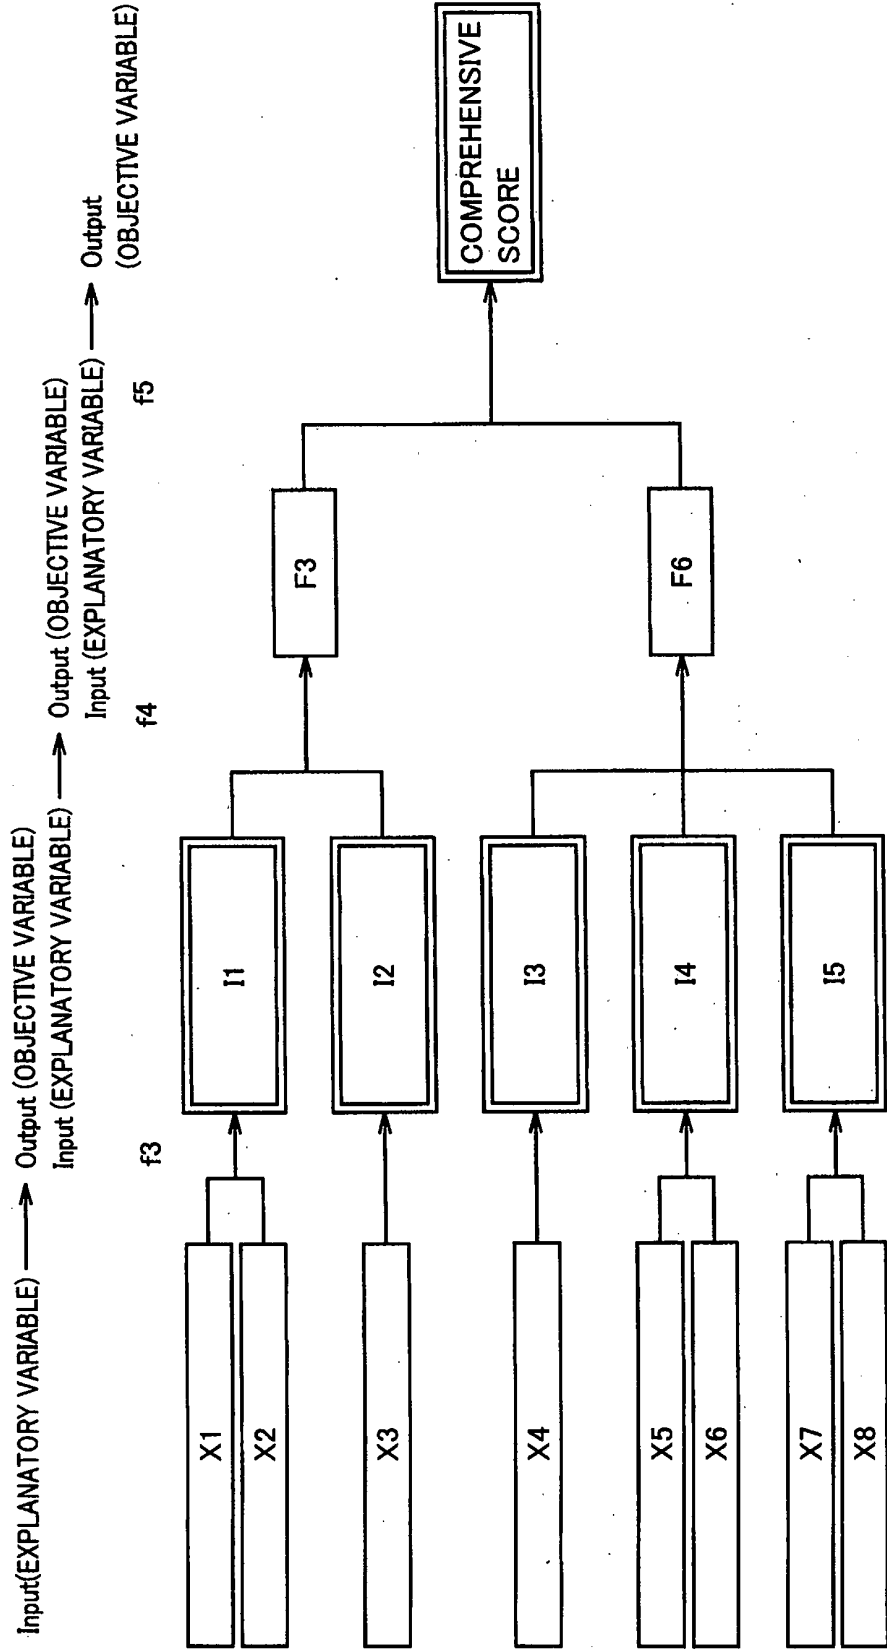 Input(EXPLANATORY VARIABLE) → Output (OBJECTIVE VARIABLE)
Input (EXPLANATORY VARIABLE) → Output (OBJECTIVE VARIABLE)
Input (EXPLANATORY VARIABLE) → Output
(OBJECTIVE VARIABLE)
f3
f4
f5
X1
X2
X3
X4
X5
X6
X7
X8
I1
I2
I3
I4
I5
F3
F6
COMPREHENSIVE
SCORE